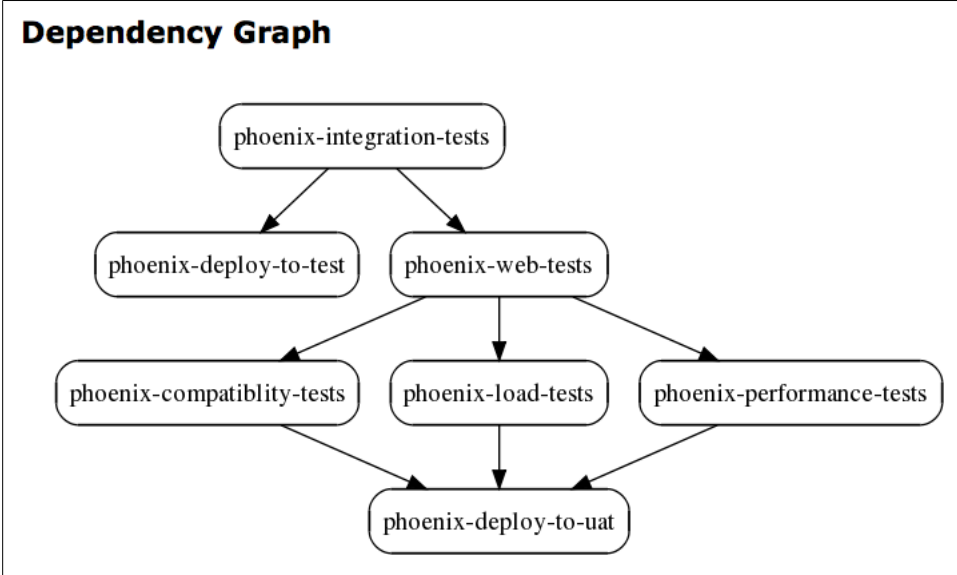 Dependency Graph
phoenix-integration-tests
phoenix-deploy-to-test
phoenix-web-tests
phoenix-compatiblity-tests
phoenix-load-tests
phoenix-performance-tests
phoenix-deploy-to-uat